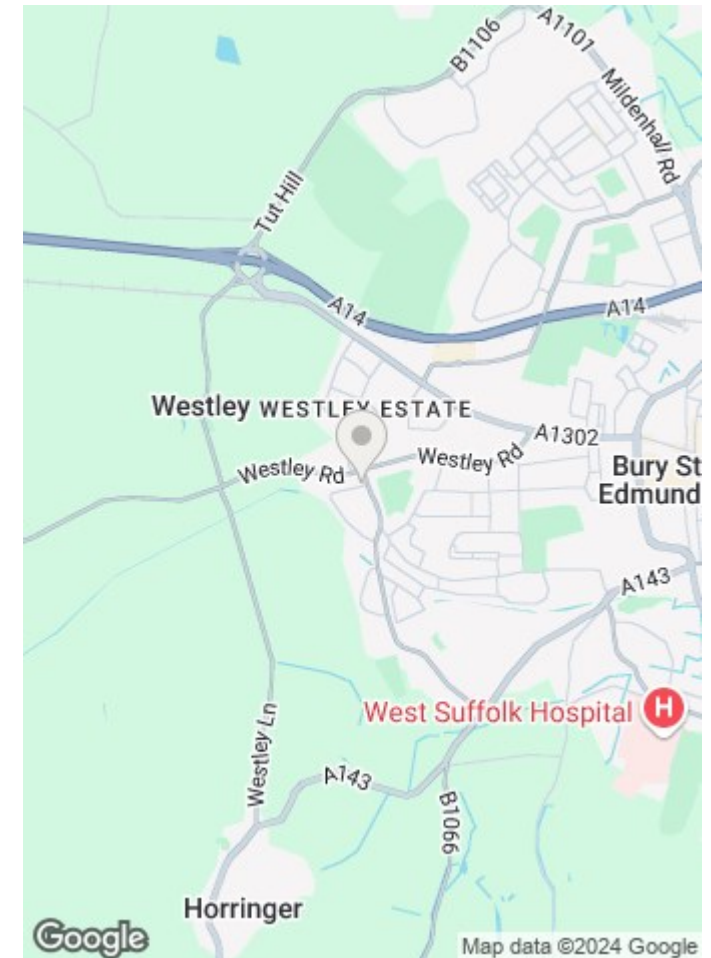 A1101
B1106
Mildenhall Rd
Tut Hill
A14
A14
Westley
WESTLEY ESTATE
A1302
Westley Rd
Westley Rd
Bury St
Edmund
A143
West Suffolk Hospital
H
Westley Ln
A143
B1066
Horringer
Google
Map data ©2024 Google